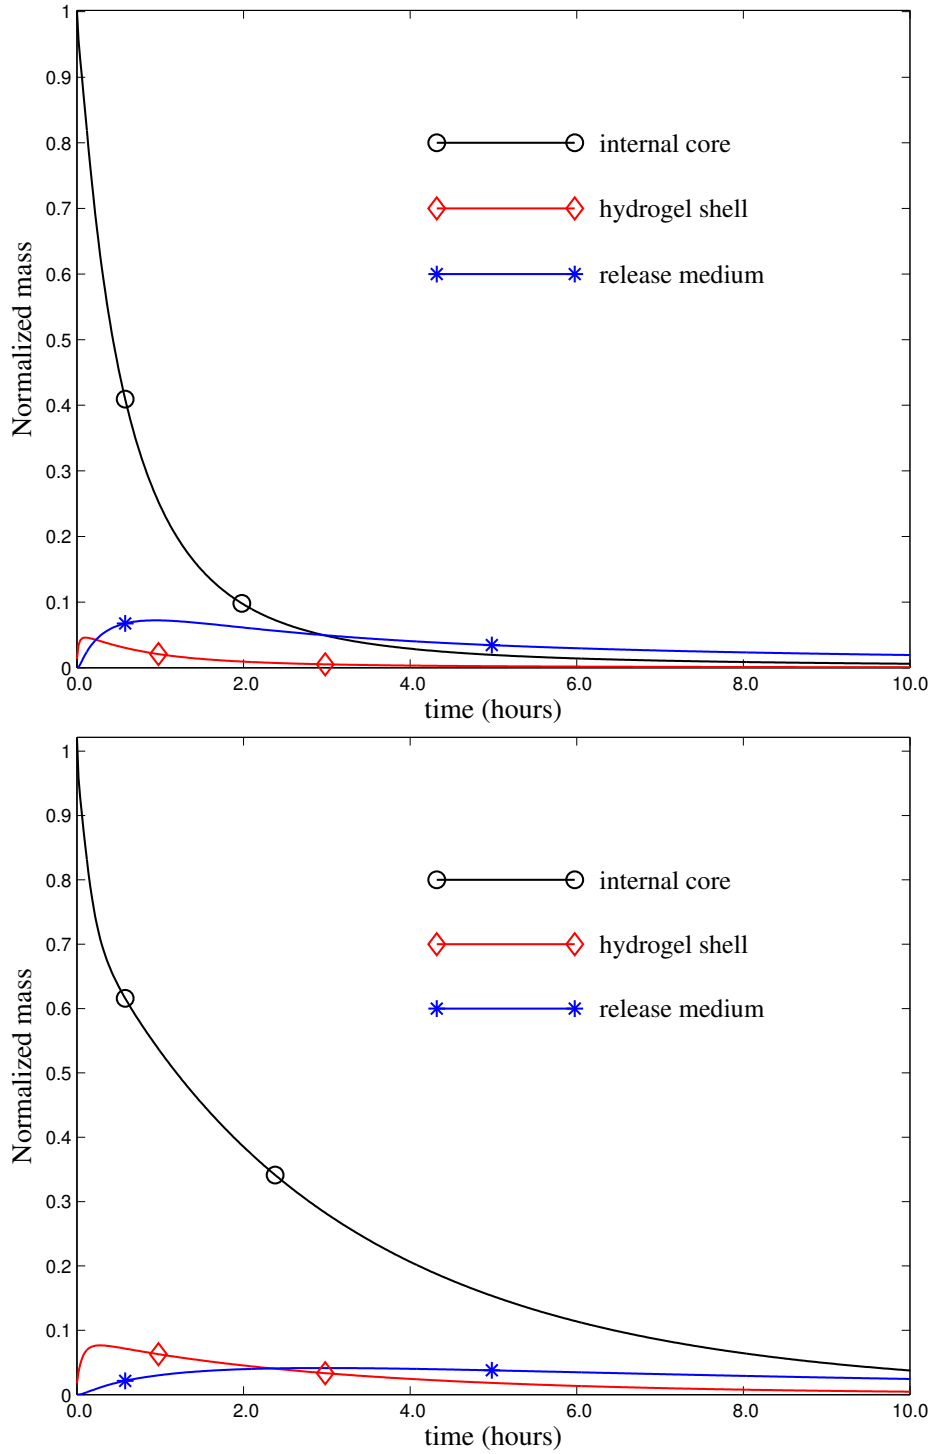 1
0.9
0.8
0.7
0.6
0.5
0.4
0.3
0.2
0.1
0
Normalized mass
internal core
hydrogel shell
release medium
0.0 2.0 4.0 6.0 8.0 10.0
time (hours)
1
0.9
0.8
0.7
0.6
0.5
0.4
0.3
0.2
0.1
0
Normalized mass
internal core
hydrogel shell
release medium
0.0 2.0 4.0 6.0 8.0 10.0
time (hours)